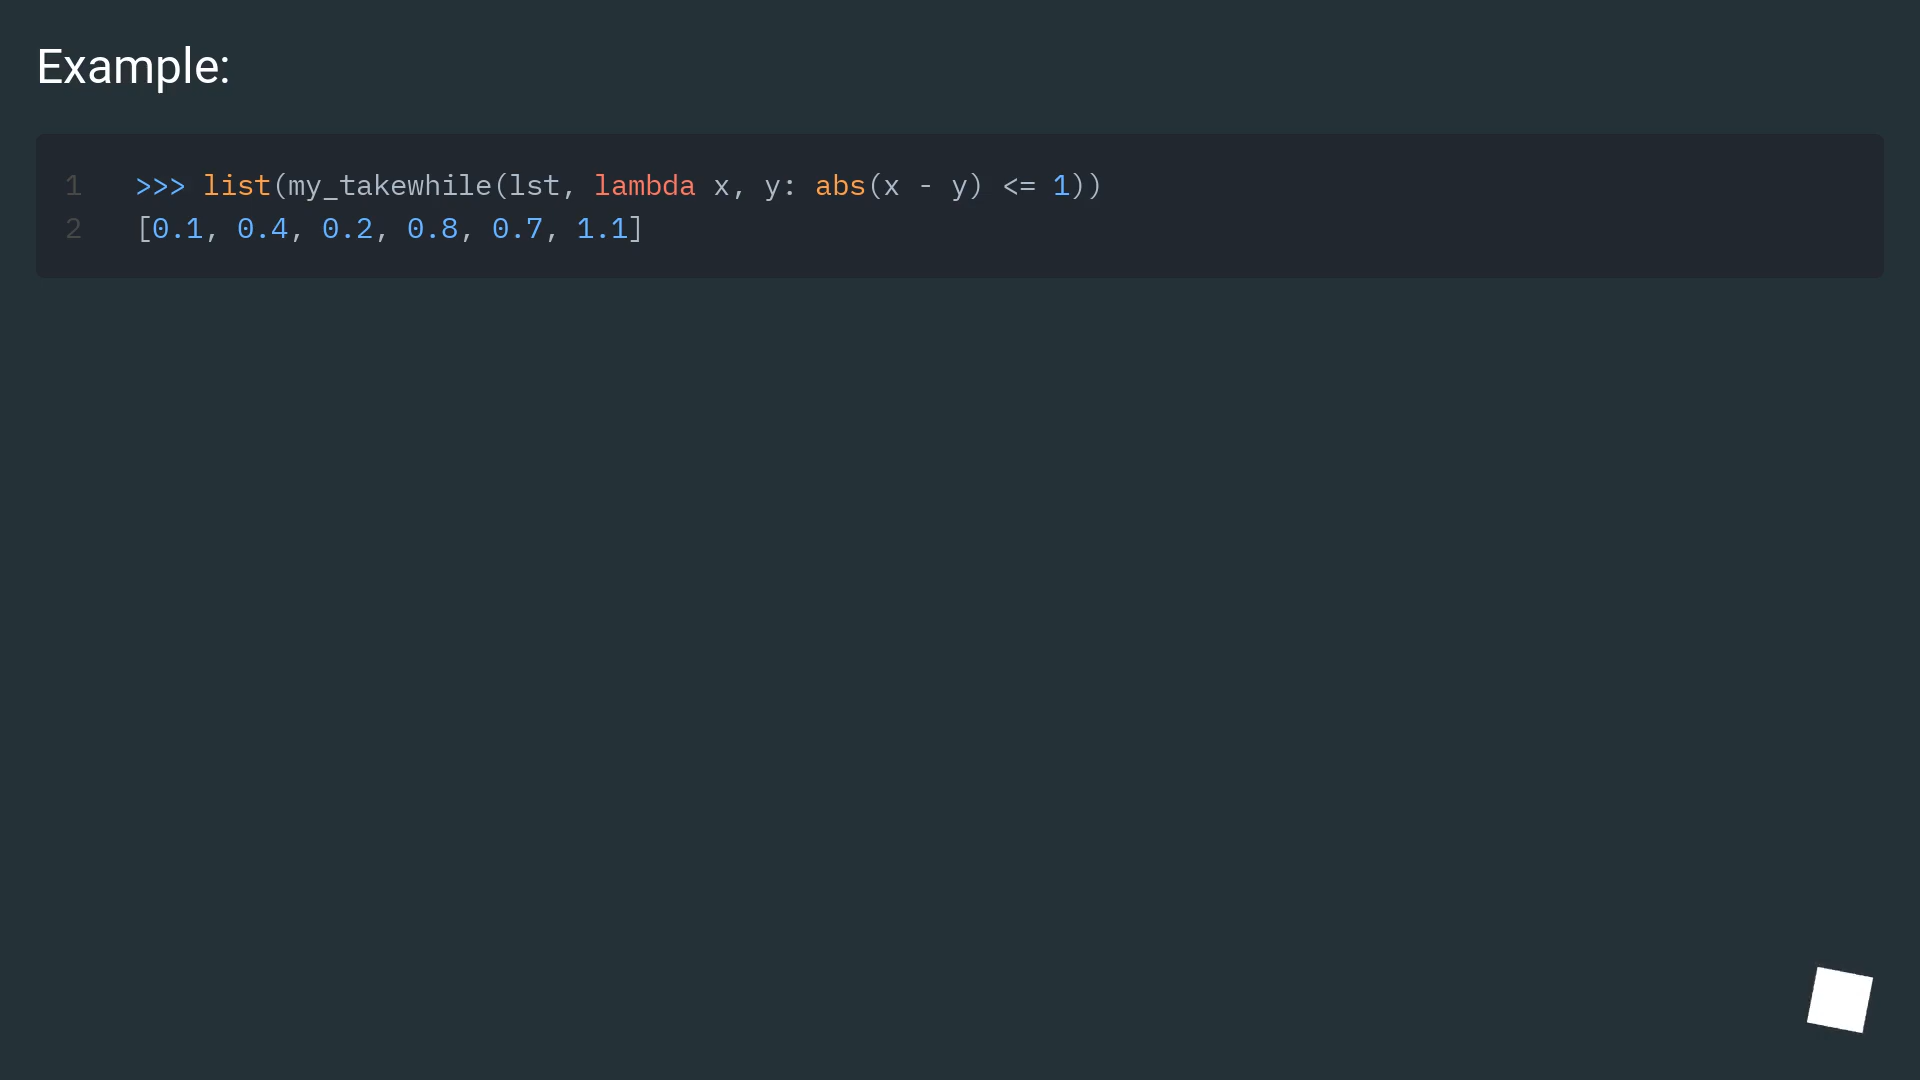 Example:
1 >>> list(my_takewhile(lst, lambda x, y: abs(x - y) <= 1))
2 [0.1, 0.4, 0.2, 0.8, 0.7, 1.1]